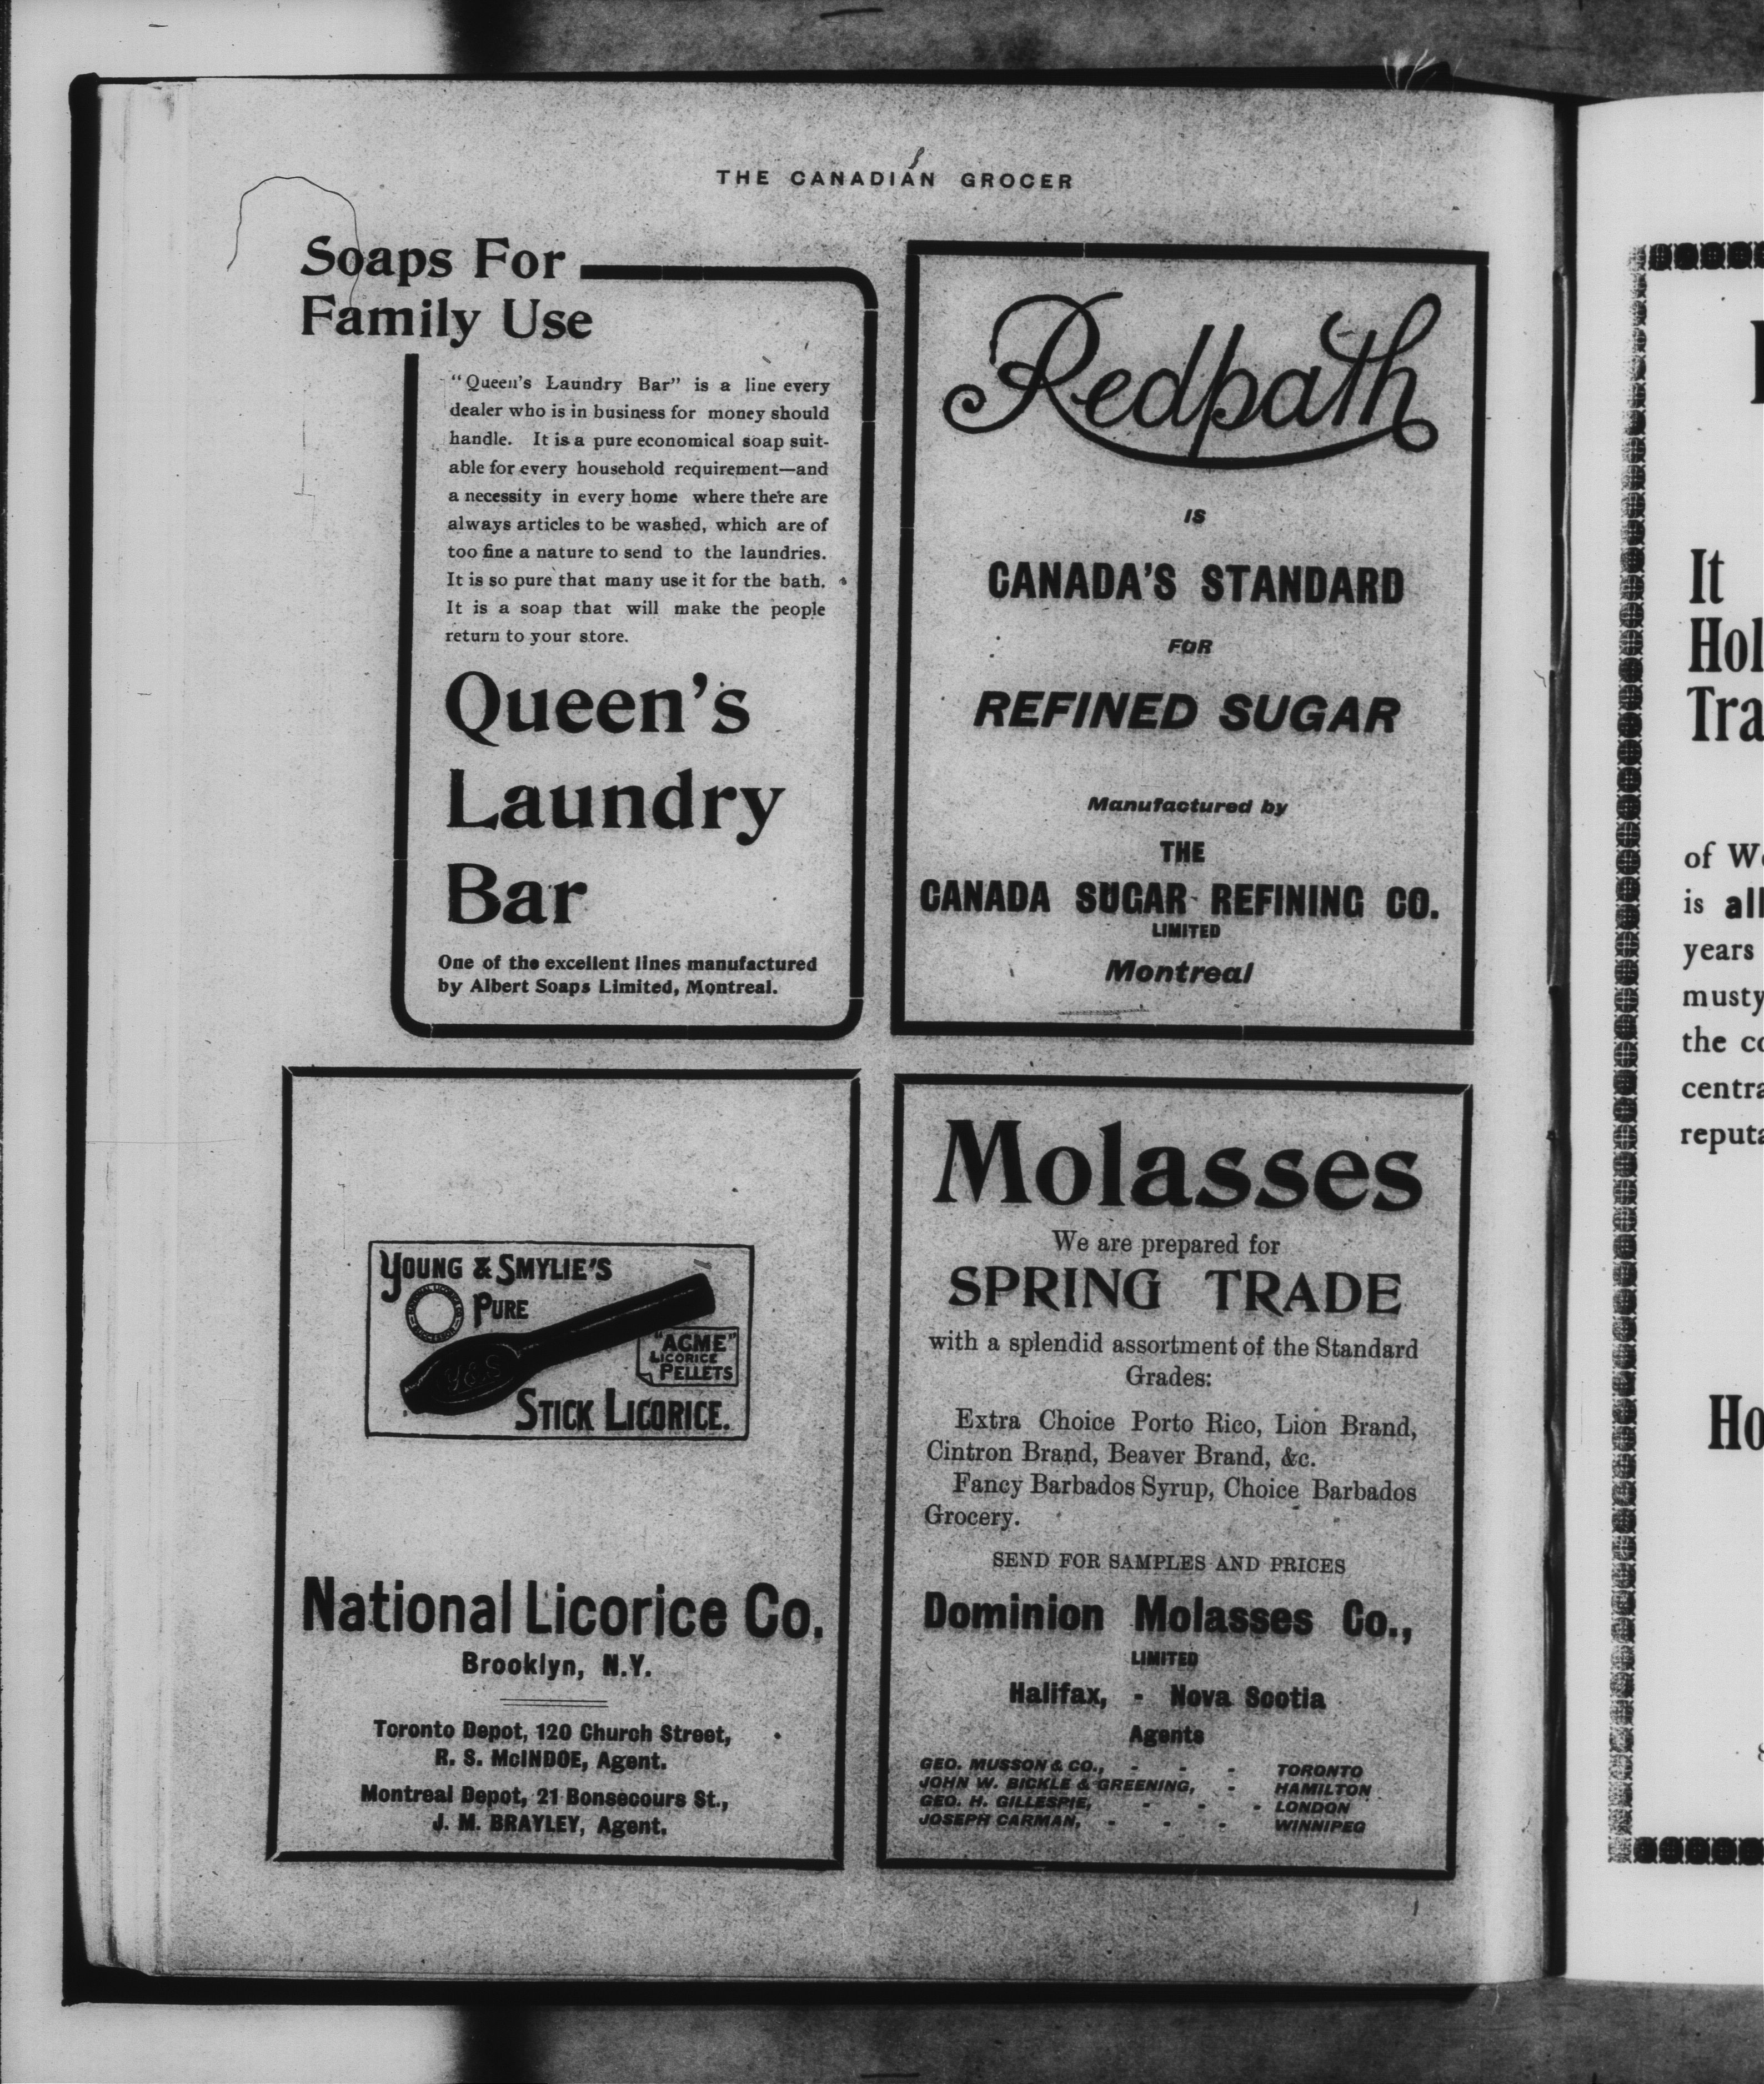 THE CANADIAN GROCER
Soaps For
Family Use
"Queen's Laundry Bar" is a line every
dealer who is in business for money should
handle. It is a pure economical soap suit-
able for every household requirement—and
a necessity in every home where there are
always articles to be washed, which are of
too fine a nature to send to the laundries.
It is so pure that many use it for the bath.
It is a soap that will make the people
return to your store.
Queen's
Laundry
Bar
One of the excellent lines manufactured
by Albert Soaps Limited, Montreal.
Redpath
IS
CANADA'S STANDARD
FOR
REFINED SUGAR
Manufactured by
THE
CANADA SUGAR REFINING CO.
LIMITED
Montreal
YOUNG & SMYLIE'S
PURE
Y&S
"ACME"
LICORICE
PELLETS
STICK LICORICE.
National Licorice Co.
Brooklyn, N.Y.
Toronto Depot, 120 Church Street,
R. S. McINDOE, Agent.
Montreal Depot, 21 Bonsecours St.,
J. M. BRAYLEY, Agent.
Molasses
We are prepared for
SPRING TRADE
with a splendid assortment of the Standard
Grades:
Extra Choice Porto Rico, Lion Brand,
Cintron Brand, Beaver Brand, &c.
Fancy Barbados Syrup, Choice Barbados
Grocery.
SEND FOR SAMPLES AND PRICES
Dominion Molasses Co.,
LIMITED
Halifax, - Nova Scotia
Agents
GEO. MUSSON & CO., - - - TORONTO
JOHN W. BICKLE & GREENING, - HAMILTON
GEO. H. GILLESPIE, - - - LONDON
JOSEPH CARMAN, - - - WINNIPEG
It
Hol
Tra
of W
is all
years
musty
the co
centra
reputa
Ho